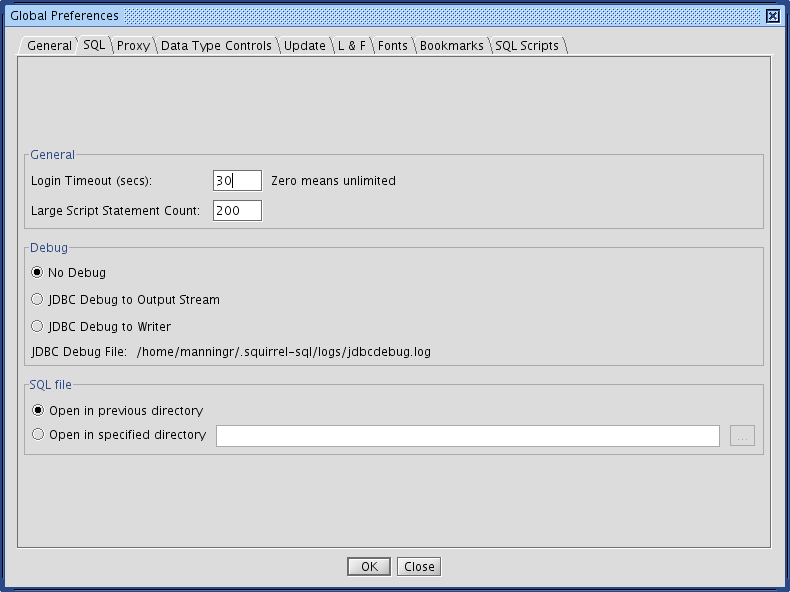 Global Preferences
General SQL Proxy Data Type Controls Update L & F Fonts Bookmarks SQL Scripts
General
Login Timeout (secs): 30 Zero means unlimited
Large Script Statement Count: 200
Debug
No Debug
JDBC Debug to Output Stream
JDBC Debug to Writer
JDBC Debug File: /home/manningr/.squirrel-sql/logs/jdbcdebug.log
SQL file
Open in previous directory
Open in specified directory ...
OK Close